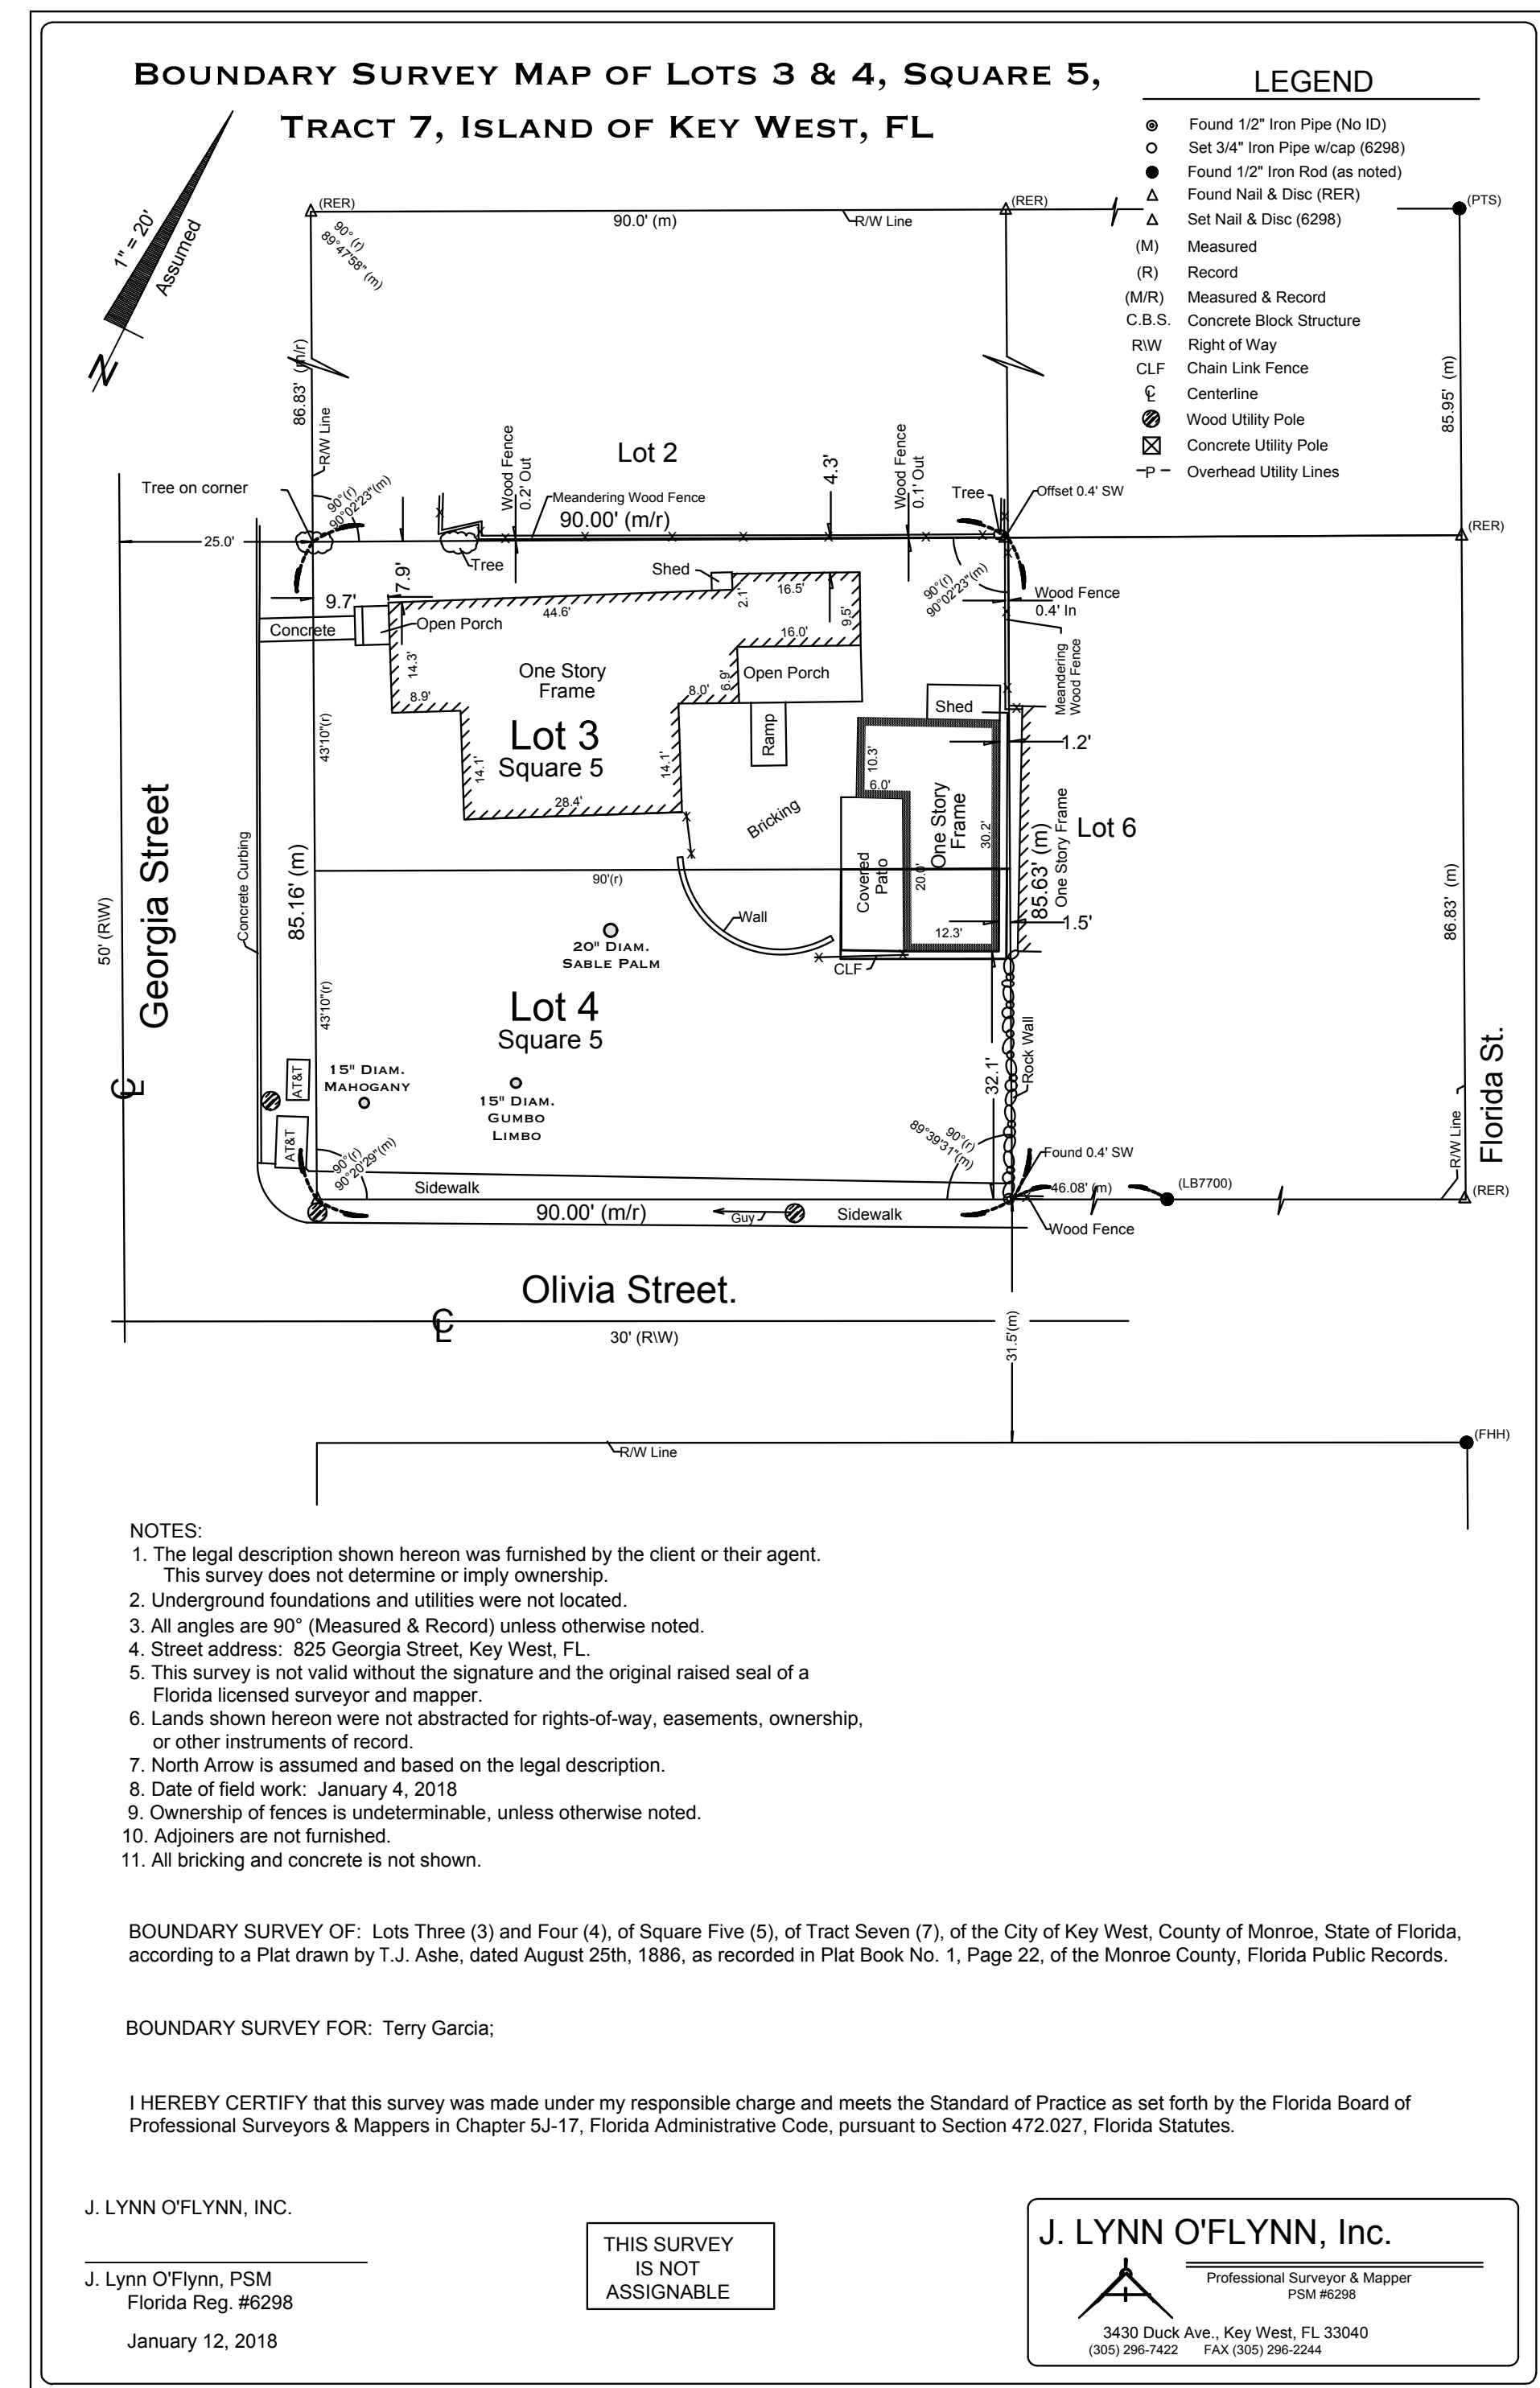 BOUNDARY SURVEY MAP OF LOTS 3 & 4, SQUARE 5,
TRACT 7, ISLAND OF KEY WEST, FL
LEGEND
Found 1/2" Iron Pipe (No ID)
Set 3/4" Iron Pipe w/cap (6298)
Found 1/2" Iron Rod (as noted)
Found Nail & Disc (RER)
Set Nail & Disc (6298)
(M) Measured
(R) Record
(M/R) Measured & Record
C.B.S. Concrete Block Structure
R\W Right of Way
CLF Chain Link Fence
℄ Centerline
Wood Utility Pole
Concrete Utility Pole
–P– Overhead Utility Lines
1" = 20'
Assumed
N
(RER)
90.0' (m)
R/W Line
(RER)
(PTS)
90° (r)
89°47'58" (m)
86.83' (m/r)
R/W Line
85.95' (m)
Lot 2
Tree on corner
90°(r)
90°02'23"(m)
Wood Fence
0.2' Out
Meandering Wood Fence
90.00' (m/r)
4.3'
Wood Fence
0.1' Out
Tree
Offset 0.4' SW
(RER)
25.0'
Tree
Shed
7.9'
9.7'
44.6'
2.1'
16.5'
9.5'
90°(r)
90°02'23"(m)
Wood Fence
0.4' In
Concrete
Open Porch
14.3'
16.0'
One Story
Frame
8.9'
8.0'
6.9'
Open Porch
Meandering
Wood Fence
Shed
43'10"(r)
Lot 3
Square 5
Ramp
1.2'
14.1'
14.1'
10.3'
6.0'
28.4'
Bricking
One Story
Frame
30.2'
85.63' (m)
One Story Frame
Lot 6
Georgia Street
50' (R\W)
Concrete Curbing
85.16' (m)
90'(r)
Covered
Patio
20.0'
86.83' (m)
Wall
1.5'
12.3'
20" DIAM.
SABLE PALM
CLF
43'10"(r)
Lot 4
Square 5
Rock Wall
32.1'
Florida St.
℄
AT&T
15" DIAM.
MAHOGANY
15" DIAM.
GUMBO
LIMBO
AT&T
90°(r)
90°20'29"(m)
89°39'31"(m)
90°(r)
Found 0.4' SW
R/W Line
Sidewalk
46.08' (m)
(LB7700)
(RER)
90.00' (m/r)
Guy
Sidewalk
Wood Fence
Olivia Street.
℄
30' (R\W)
31.5'(m)
R/W Line
(FHH)
NOTES:
1. The legal description shown hereon was furnished by the client or their agent.
This survey does not determine or imply ownership.
2. Underground foundations and utilities were not located.
3. All angles are 90° (Measured & Record) unless otherwise noted.
4. Street address: 825 Georgia Street, Key West, FL.
5. This survey is not valid without the signature and the original raised seal of a
Florida licensed surveyor and mapper.
6. Lands shown hereon were not abstracted for rights-of-way, easements, ownership,
or other instruments of record.
7. North Arrow is assumed and based on the legal description.
8. Date of field work: January 4, 2018
9. Ownership of fences is undeterminable, unless otherwise noted.
10. Adjoiners are not furnished.
11. All bricking and concrete is not shown.
BOUNDARY SURVEY OF: Lots Three (3) and Four (4), of Square Five (5), of Tract Seven (7), of the City of Key West, County of Monroe, State of Florida,
according to a Plat drawn by T.J. Ashe, dated August 25th, 1886, as recorded in Plat Book No. 1, Page 22, of the Monroe County, Florida Public Records.
BOUNDARY SURVEY FOR: Terry Garcia;
I HEREBY CERTIFY that this survey was made under my responsible charge and meets the Standard of Practice as set forth by the Florida Board of
Professional Surveyors & Mappers in Chapter 5J-17, Florida Administrative Code, pursuant to Section 472.027, Florida Statutes.
J. LYNN O'FLYNN, INC.
J. Lynn O'Flynn, PSM
Florida Reg. #6298
January 12, 2018
THIS SURVEY
IS NOT
ASSIGNABLE
J. LYNN O'FLYNN, Inc.
Professional Surveyor & Mapper
PSM #6298
3430 Duck Ave., Key West, FL 33040
(305) 296-7422 FAX (305) 296-2244